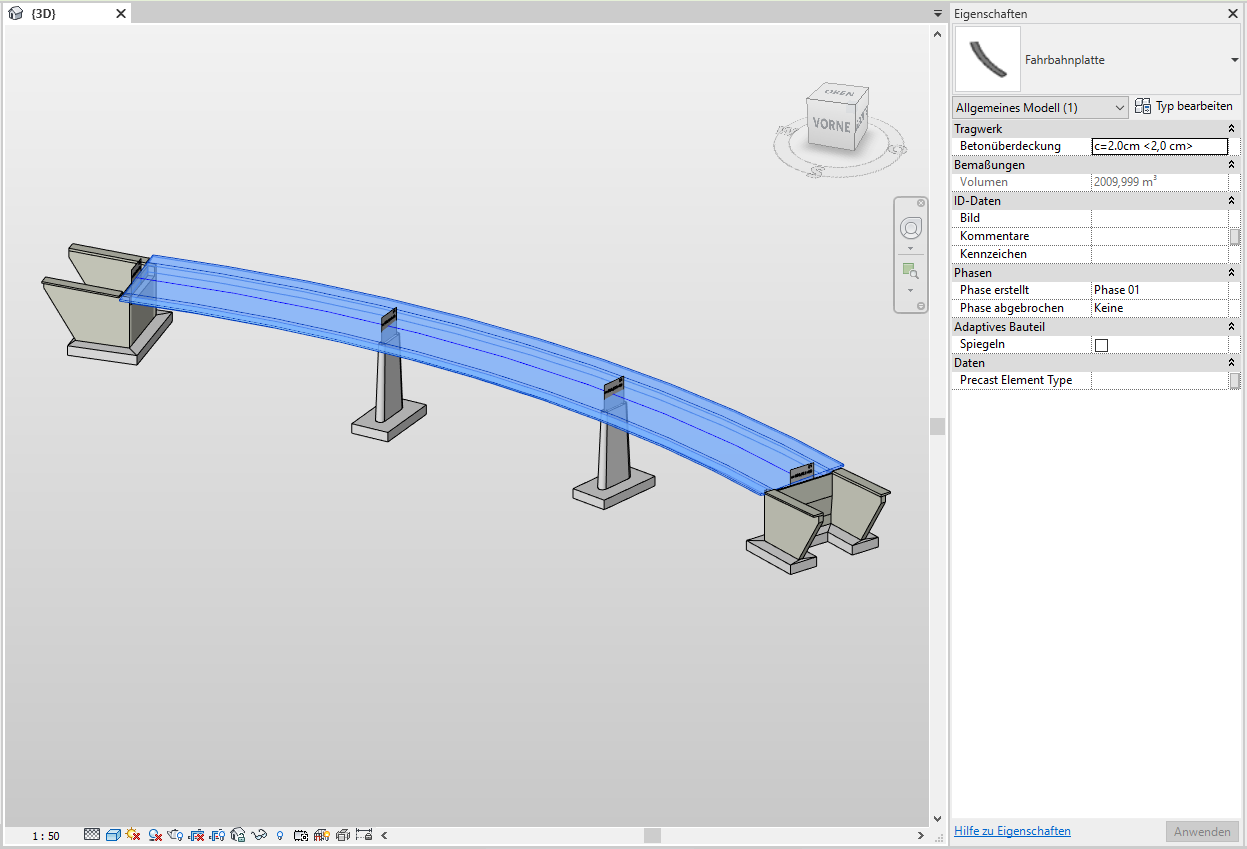 {3D}
OBEN
VORNE
S
1 : 50
Eigenschaften
Fahrbahnplatte
Allgemeines Modell (1)
Typ bearbeiten
Tragwerk
Betonüberdeckung c=2.0cm <2,0 cm>
Bemaßungen
Volumen 2009,999 m³
ID-Daten
Bild
Kommentare
Kennzeichen
Phasen
Phase erstellt Phase 01
Phase abgebrochen Keine
Adaptives Bauteil
Spiegeln
Daten
Precast Element Type
Hilfe zu Eigenschaften
Anwenden